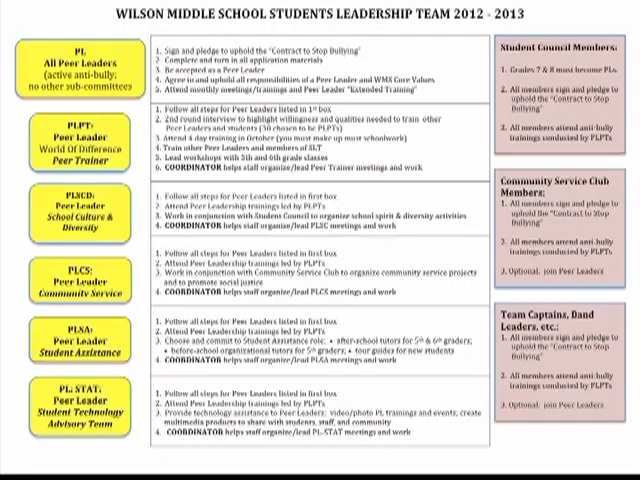 WILSON MIDDLE SCHOOL STUDENTS LEADERSHIP TEAM 2012 - 2013
PL
All Peer Leaders
(active anti-bully;
no other sub-committees
1. Sign and pledge to uphold the "Contract to Stop Bullying"
2. Complete and turn in all application materials
3. Be accepted as a Peer Leader
4. Agree in and uphold all responsibilities of a Peer Leader and WMS Core Values
5. Attend monthly meetings/trainings and Peer Leader "Extended Training"
PLPT:
Peer Leader
World Of Difference
Peer Trainer
1. Follow all steps for Peer Leaders listed in 1st box
2. 2nd round interview to highlight willingness and qualities needed to train other
Peer Leaders and students (30 chosen to be PLPTs)
3. Attend 4 day training in October (you must make up must schoolwork)
4. Train other Peer Leaders and Members of SLT
5. Lead workshops with 5th and 6th grade classes
6. COORDINATOR helps staff organize/lead Peer Trainer meetings and work
PLSCD:
Peer Leader
School Culture &
Diversity
1. Follow all steps for Peer Leaders listed in first box
2. Attend Peer Leadership trainings led by PLPTs
3. Work in conjunction with Student Council to organize school spirit & diversity activities
4. COORDINATOR helps staff organize/lead PLSC meetings and work
PLCS:
Peer Leader
Community Service
1. Follow all steps for Peer Leaders listed in first box
2. Attend Peer Leadership trainings led by PLPTs
3. Work in conjunction with Community Service Club to organize community service projects
and to promote social justice
4. COORDINATOR helps staff organize/lead PLCS meetings and work
PLSA:
Peer Leader
Student Assistance
1. Follow all steps for Peer Leaders listed in first box
2. Attend Peer Leadership trainings led by PLPTs
3. Choose and commit to Student Assistance role: • after-school tutors for 5th & 6th graders;
• before-school organizational tutors for 5th graders; • tour guides for new students
4. COORDINATOR helps staff organize/lead PLSA meetings and work
PL: STAT:
Peer Leader
Student Technology
Advisory Team
1. Follow all steps for Peer Leaders listed in first box
2. Attend Peer Leadership trainings led by PLPTs
3. Provide technology assistance to Peer Leaders: video/photo PL trainings and events, create
multimedia products to share with students, staff, and community
4. COORDINATOR helps staff organize/lead PL-STAT meetings and work
Student Council Members:
1. Grades 7 & 8 must become PLs
2. All members sign and pledge to
uphold the "Contract to Stop
Bullying"
3. All members attend anti-bully
trainings conducted by PLPTS
Community Service Club
Members:
1. All members sign and pledge to
uphold the "Contract to Stop
Bullying"
2. All members attend anti-bully
trainings conducted by PLPTS
3. Optional: join Peer Leaders
Team Captains, Band
Leaders, etc.:
1. All members sign and pledge to
uphold the "Contract to Stop
Bullying"
2. All members attend anti-bully
trainings conducted by PLPTS
3. Optional: join Peer Leaders